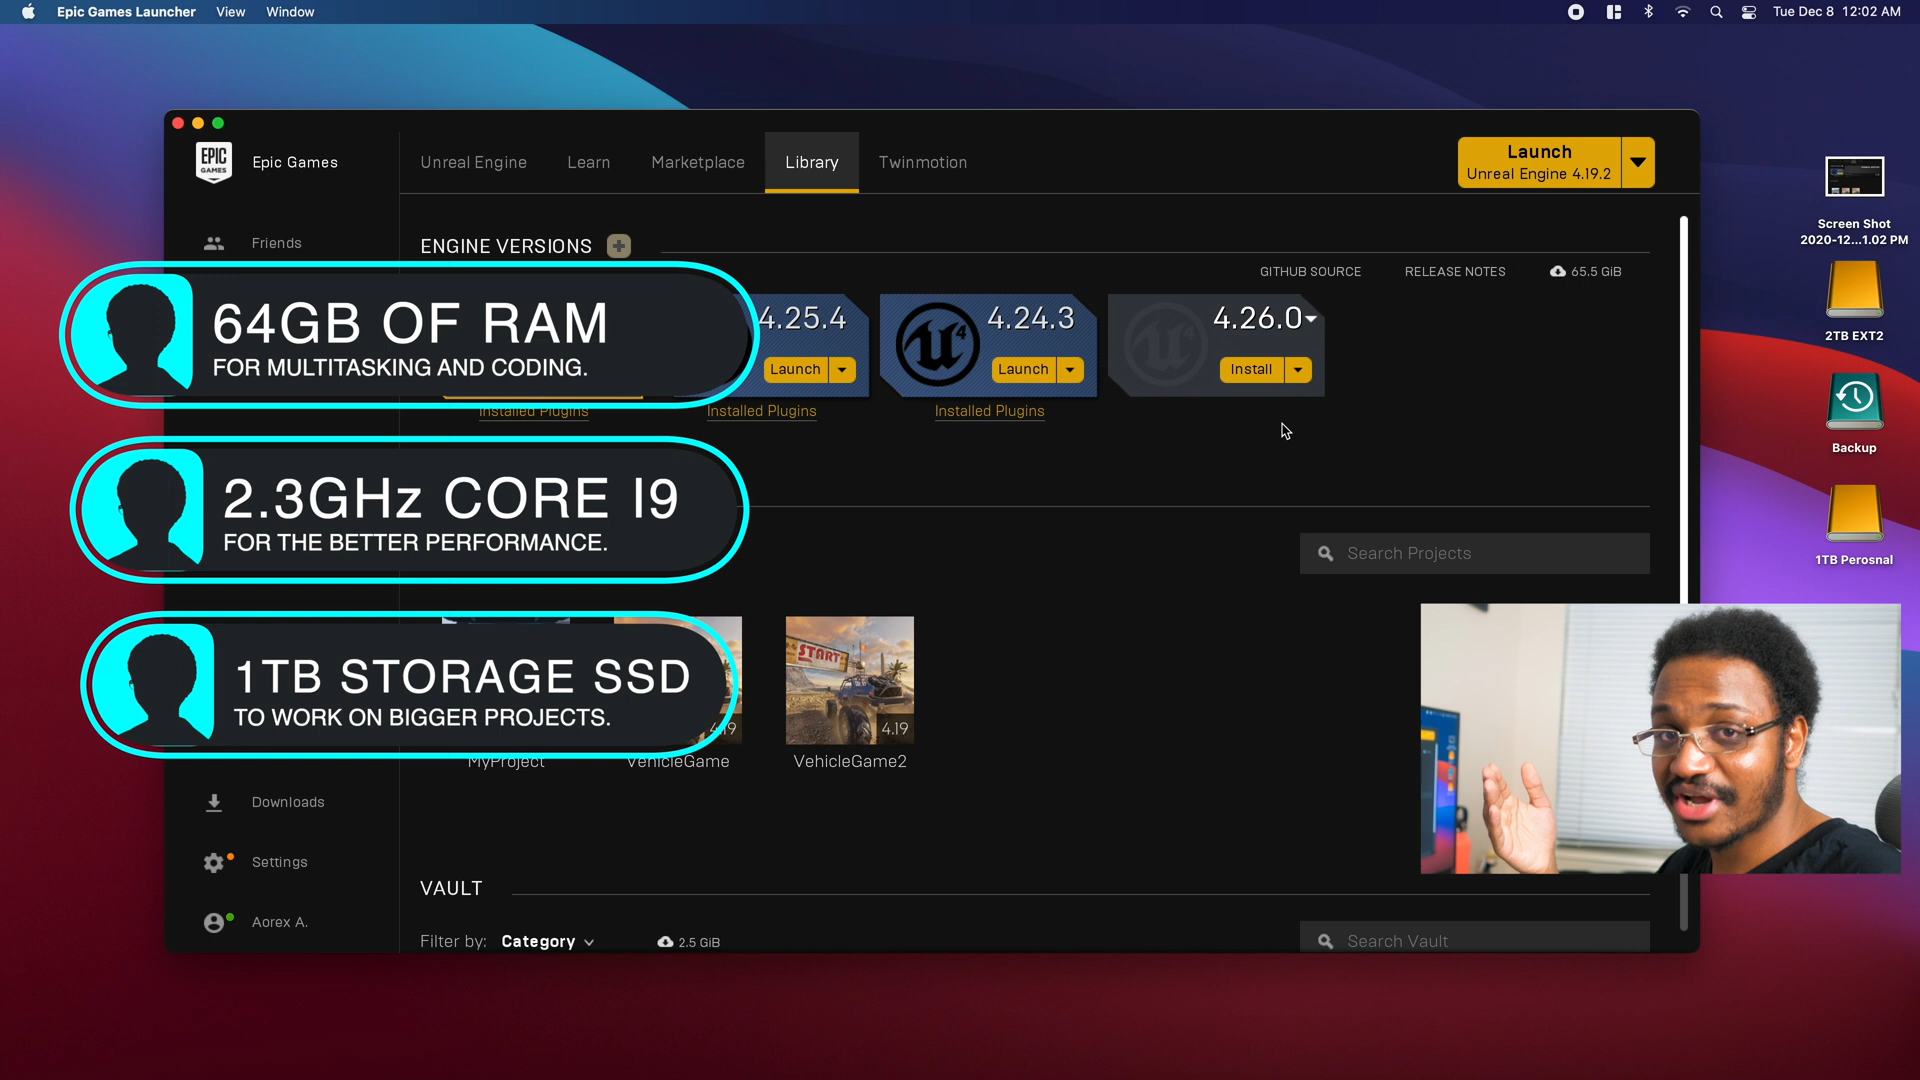 Epic Games Launcher View Window
Tue Dec 8 12:02 AM
EPIC
GAMES
Epic Games
Unreal Engine
Learn
Marketplace
Library
Twinmotion
Launch
Unreal Engine 4.19.2
Friends
ENGINE VERSIONS
GITHUB SOURCE
RELEASE NOTES
65.5 GiB
4.25.4
Launch
4.24.3
Launch
4.26.0
Install
Installed Plugins
Installed Plugins
Installed Plugins
64GB OF RAM
FOR MULTITASKING AND CODING.
2.3GHz CORE I9
FOR THE BETTER PERFORMANCE.
Search Projects
1TB STORAGE SSD
TO WORK ON BIGGER PROJECTS.
START
4.19
4.19
MyProject
VehicleGame
VehicleGame2
Downloads
Settings
Aorex A.
VAULT
Filter by: Category
2.5 GiB
Search Vault
Screen Shot
2020-12...1.02 PM
2TB EXT2
Backup
1TB Perosnal